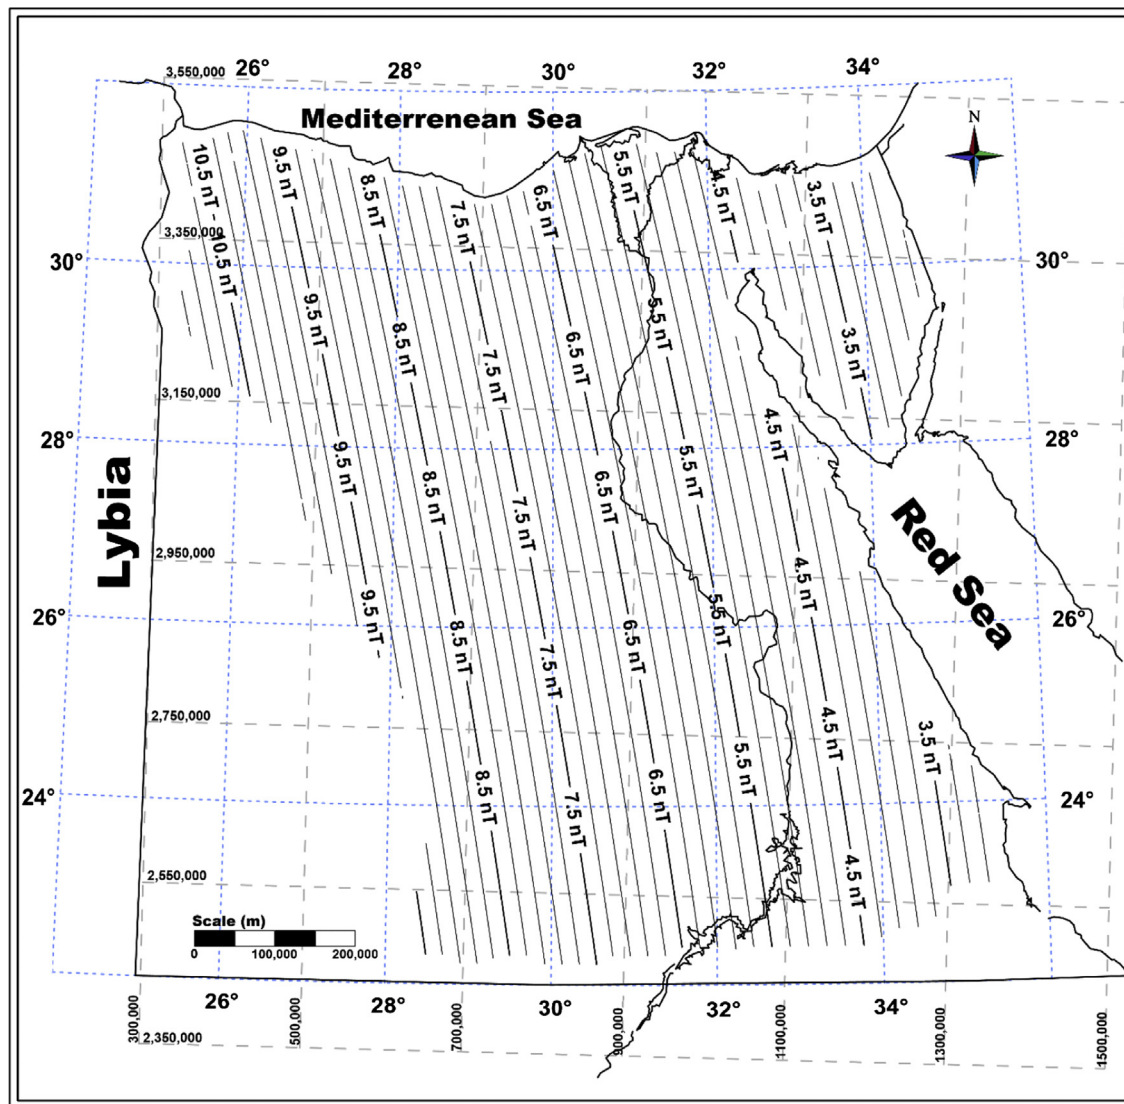 26° 28° 30° 32° 34°
3,550,000
N
Mediterrenean Sea
10.5 nT 9.5 nT 8.5 nT 7.5 nT 6.5 nT 5.5 nT 4.5 nT 3.5 nT
3,350,000
10.5 nT
30° 30°
9.5 nT 8.5 nT 7.5 nT 6.5 nT 5.5 nT 3.5 nT
3,150,000
28° 28°
9.5 nT 8.5 nT 7.5 nT 6.5 nT 5.5 nT 4.5 nT
Lybia
Red Sea
2,950,000
26° 26°
9.5 nT 8.5 nT 7.5 nT 6.5 nT 5.5 nT 4.5 nT
2,750,000
24° 24°
8.5 nT 7.5 nT 6.5 nT 5.5 nT 4.5 nT 3.5 nT
2,550,000
4.5 nT
Scale (m)
0 100,000 200,000
26° 28° 30° 32° 34°
300,000 500,000 700,000 900,000 1100,000 1300,000 1500,000
2,350,000